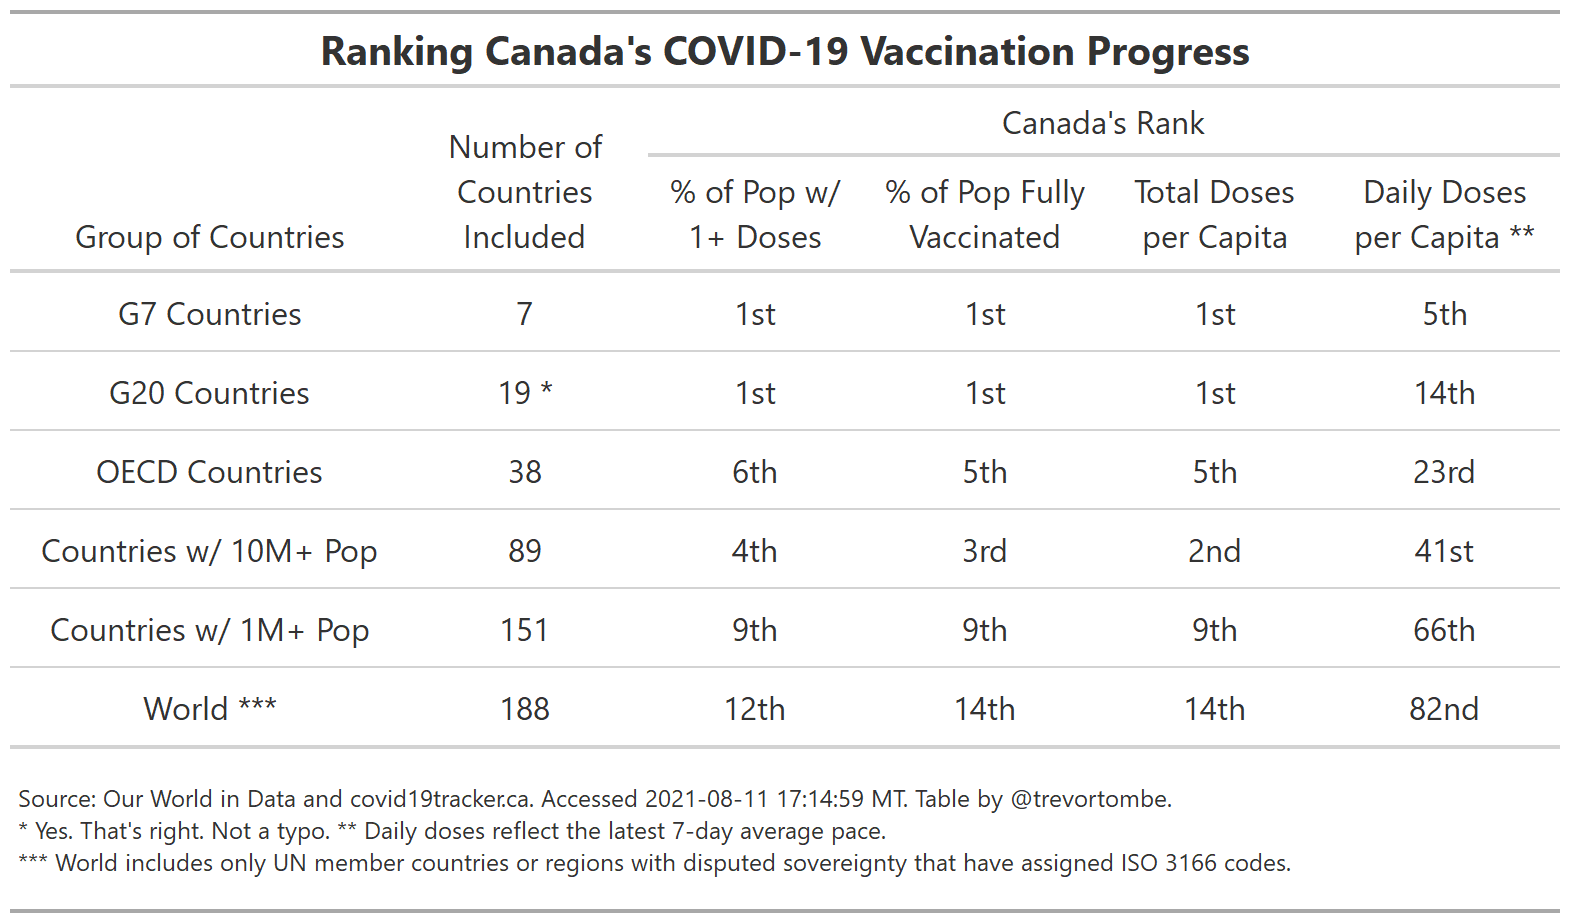 Ranking Canada's COVID-19 Vaccination Progress
Canada's Rank
Number of
Countries
Included
Group of Countries
% of Pop w/
1+ Doses
% of Pop Fully
Vaccinated
Total Doses
per Capita
Daily Doses
per Capita **
G7 Countries 7 1st 1st 1st 5th
G20 Countries 19 * 1st 1st 1st 14th
OECD Countries 38 6th 5th 5th 23rd
Countries w/ 10M+ Pop 89 4th 3rd 2nd 41st
Countries w/ 1M+ Pop 151 9th 9th 9th 66th
World *** 188 12th 14th 14th 82nd
Source: Our World in Data and covid19tracker.ca. Accessed 2021-08-11 17:14:59 MT. Table by @trevortombe.
* Yes. That's right. Not a typo. ** Daily doses reflect the latest 7-day average pace.
*** World includes only UN member countries or regions with disputed sovereignty that have assigned ISO 3166 codes.